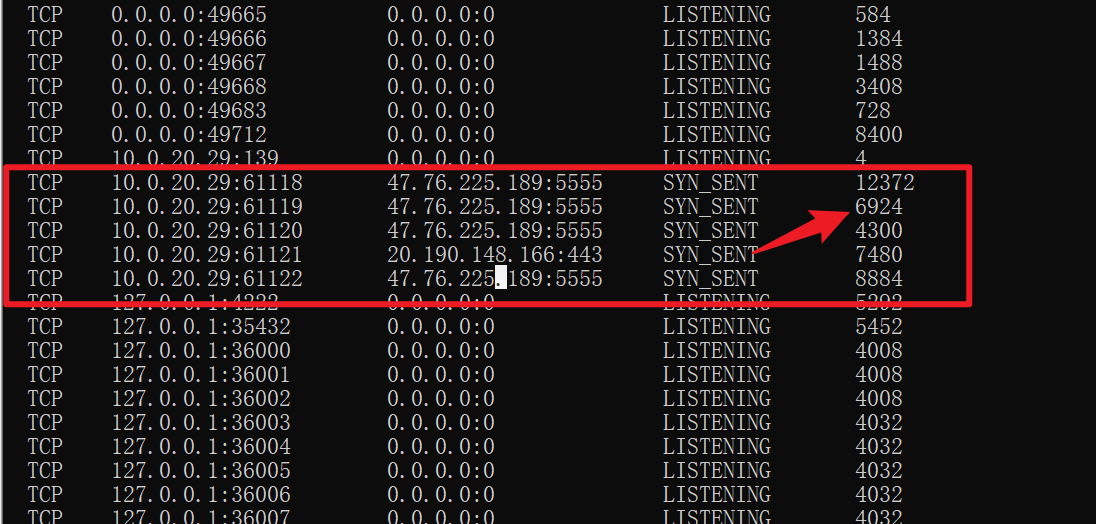 TCP 0.0.0.0:49665 0.0.0.0:0 LISTENING 584
TCP 0.0.0.0:49666 0.0.0.0:0 LISTENING 1384
TCP 0.0.0.0:49667 0.0.0.0:0 LISTENING 1488
TCP 0.0.0.0:49668 0.0.0.0:0 LISTENING 3408
TCP 0.0.0.0:49683 0.0.0.0:0 LISTENING 728
TCP 0.0.0.0:49712 0.0.0.0:0 LISTENING 8400
TCP 10.0.20.29:139 0.0.0.0:0 LISTENING 4
TCP 10.0.20.29:61118 47.76.225.189:5555 SYN_SENT 12372
TCP 10.0.20.29:61119 47.76.225.189:5555 SYN_SENT 6924
TCP 10.0.20.29:61120 47.76.225.189:5555 SYN_SENT 4300
TCP 10.0.20.29:61121 20.190.148.166:443 SYN_SENT 7480
TCP 10.0.20.29:61122 47.76.225.189:5555 SYN_SENT 8884
TCP 127.0.0.1:4222 0.0.0.0:0 LISTENING 5292
TCP 127.0.0.1:35432 0.0.0.0:0 LISTENING 5452
TCP 127.0.0.1:36000 0.0.0.0:0 LISTENING 4008
TCP 127.0.0.1:36001 0.0.0.0:0 LISTENING 4008
TCP 127.0.0.1:36002 0.0.0.0:0 LISTENING 4008
TCP 127.0.0.1:36003 0.0.0.0:0 LISTENING 4032
TCP 127.0.0.1:36004 0.0.0.0:0 LISTENING 4032
TCP 127.0.0.1:36005 0.0.0.0:0 LISTENING 4032
TCP 127.0.0.1:36006 0.0.0.0:0 LISTENING 4032
TCP 127.0.0.1:36007 0.0.0.0:0 LISTENING 4032